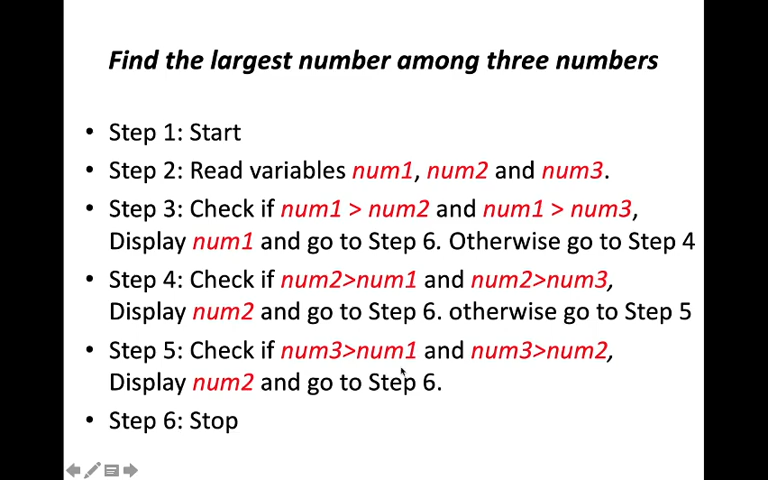 Find the largest number among three numbers
• Step 1: Start
• Step 2: Read variables num1, num2 and num3.
• Step 3: Check if num1 > num2 and num1 > num3,
Display num1 and go to Step 6. Otherwise go to Step 4
• Step 4: Check if num2>num1 and num2>num3,
Display num2 and go to Step 6. otherwise go to Step 5
• Step 5: Check if num3>num1 and num3>num2,
Display num2 and go to Step 6.
• Step 6: Stop